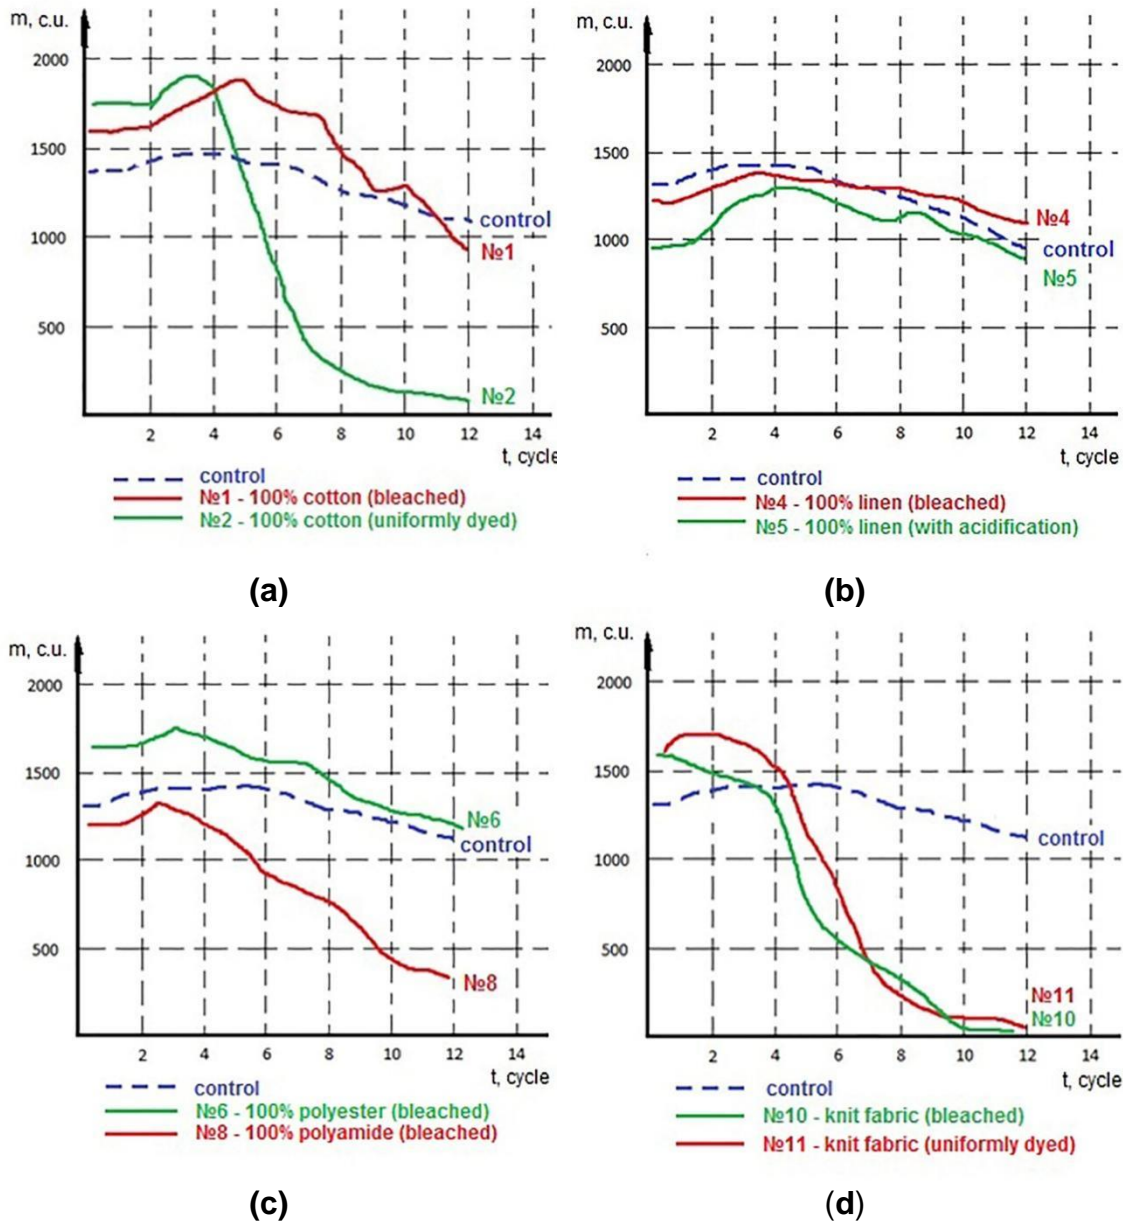 m, c.u.
2000
1500
1000
500
control
№1
№2
2 4 6 8 10 12 14
t, cycle
control
№1 - 100% cotton (bleached)
№2 - 100% cotton (uniformly dyed)
(a)
m, c.u.
2000
1500
1000
500
№4
control
№5
2 4 6 8 10 12 14
t, cycle
control
№4 - 100% linen (bleached)
№5 - 100% linen (with acidification)
(b)
m, c.u.
2000
1500
1000
500
№6
control
№8
2 4 6 8 10 12 14
t, cycle
control
№6 - 100% polyester (bleached)
№8 - 100% polyamide (bleached)
(c)
m, c.u.
2000
1500
1000
500
control
№11
№10
2 4 6 8 10 12 14
t, cycle
control
№10 - knit fabric (bleached)
№11 - knit fabric (uniformly dyed)
(d)